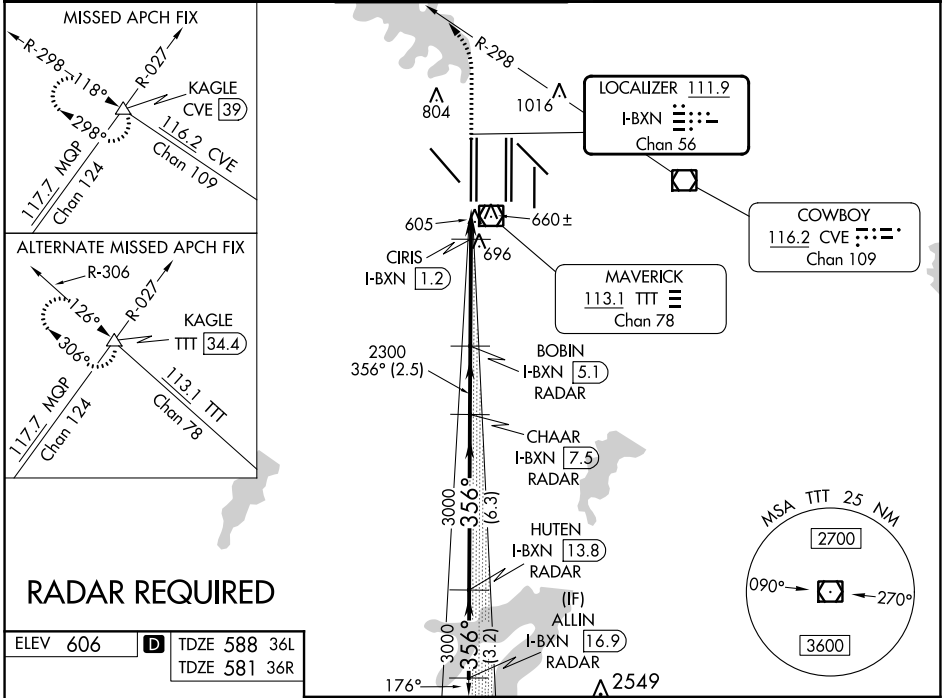 MISSED APCH FIX
R-298
118°
R-027
KAGLE
CVE 39
298°
116.2 CVE
Chan 109
117.7 MQP
Chan 124
ALTERNATE MISSED APCH FIX
R-306
126°
R-027
KAGLE
TTT 34.4
306°
113.1 TTT
Chan 78
117.7 MQP
Chan 124
R-298
804
1016
LOCALIZER 111.9
I-BXN
Chan 56
COWBOY
116.2 CVE
Chan 109
605
660±
696
CIRIS
I-BXN 1.2
MAVERICK
113.1 TTT
Chan 78
2300
356° (2.5)
BOBIN
I-BXN 5.1
RADAR
CHAAR
I-BXN 7.5
RADAR
3000
356°
(6.3)
HUTEN
I-BXN 13.8
RADAR
(IF)
ALLIN
I-BXN 16.9
RADAR
3000
356°
(3.2)
176°
2549
MSA TTT 25 NM
2700
090°
270°
3600
RADAR REQUIRED
ELEV 606
D
TDZE 588 36L
TDZE 581 36R